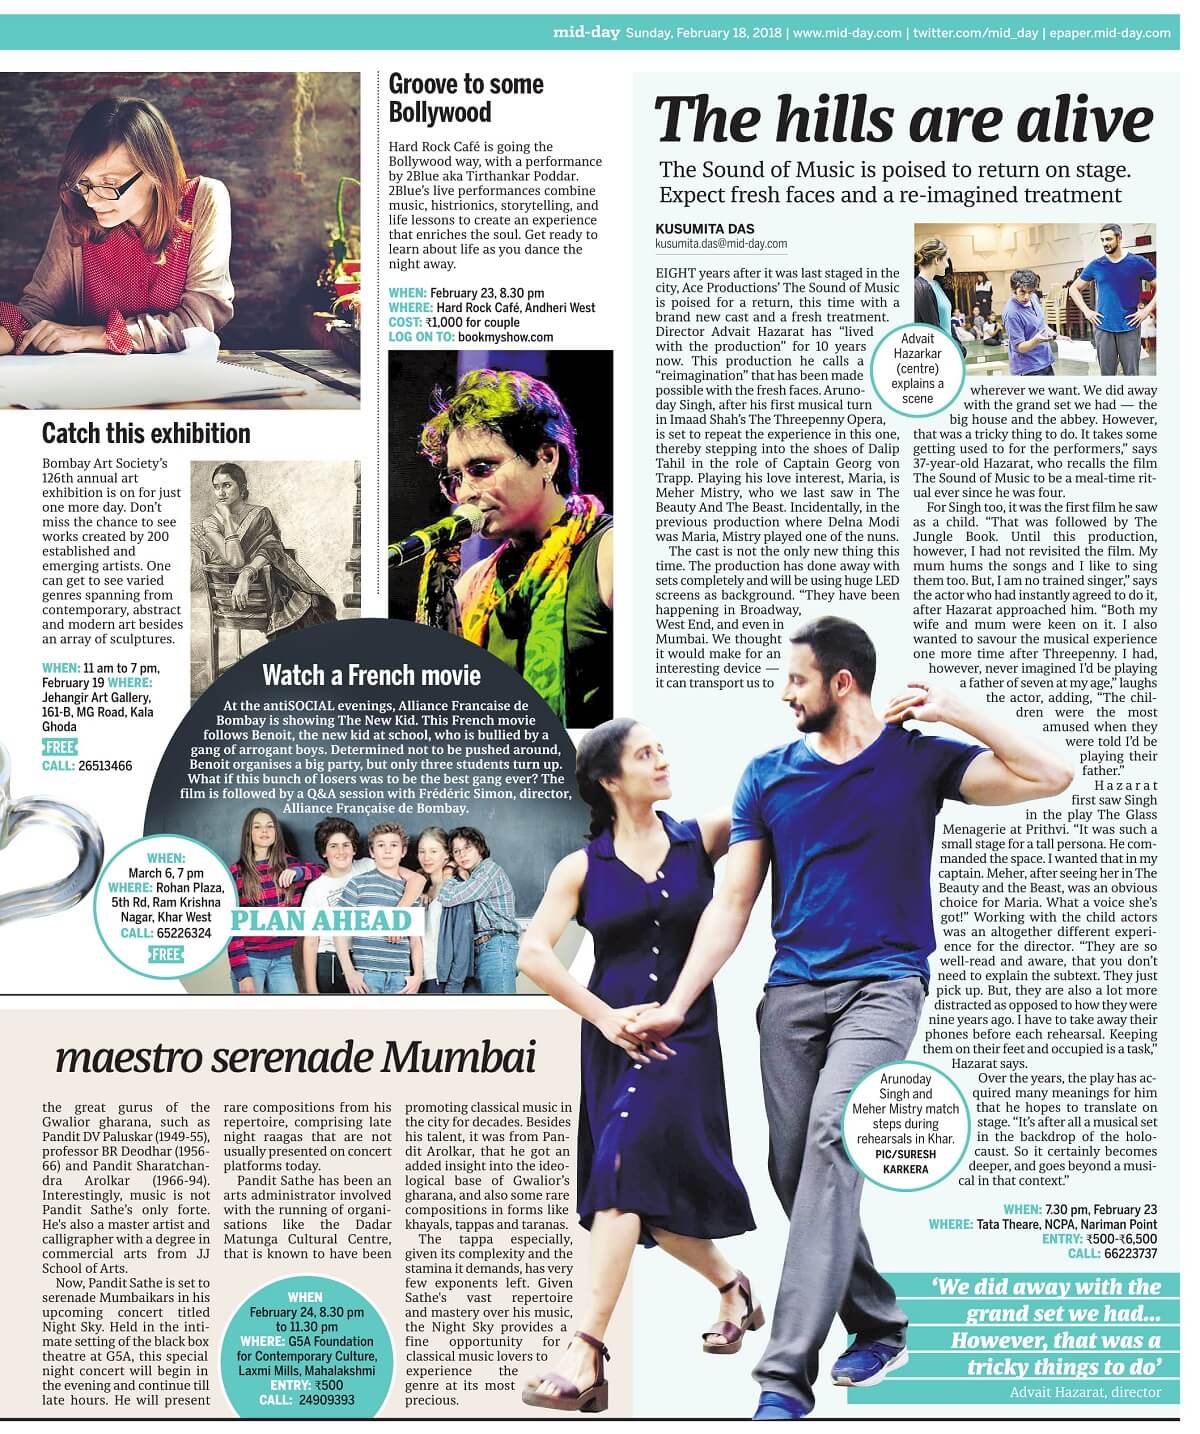 mid-day Sunday, February 18, 2018 | www.mid-day.com | twitter.com/mid_day | epaper.mid-day.com
Groove to some
Bollywood
Hard Rock Café is going the
Bollywood way, with a performance
by 2Blue aka Tirthankar Poddar.
2Blue's live performances combine
music, histrionics, storytelling, and
life lessons to create an experience
that enriches the soul. Get ready to
learn about life as you dance the
night away.
WHEN: February 23, 8.30 pm
WHERE: Hard Rock Café, Andheri West
COST: ₹1,000 for couple
LOG ON TO: bookmyshow.com
Catch this exhibition
Bombay Art Society's
126th annual art
exhibition is on for just
one more day. Don't
miss the chance to see
works created by 200
established and
emerging artists. One
can get to see varied
genres spanning from
contemporary, abstract
and modern art besides
an array of sculptures.
WHEN: 11 am to 7 pm,
February 19 WHERE:
Jehangir Art Gallery,
161-B, MG Road, Kala
Ghoda
FREE
CALL: 26513466
Watch a French movie
At the antiSOCIAL evenings, Alliance Francaise de
Bombay is showing The New Kid. This French movie
follows Benoit, the new kid at school, who is bullied by a
gang of arrogant boys. Determined not to be pushed around,
Benoit organises a big party, but only three students turn up.
What if this bunch of losers was to be the best gang ever? The
film is followed by a Q&A session with Frédéric Simon, director,
Alliance Française de Bombay.
WHEN:
March 6, 7 pm
WHERE: Rohan Plaza,
5th Rd, Ram Krishna
Nagar, Khar West
CALL: 65226324
FREE
PLAN AHEAD
maestro serenade Mumbai
the great gurus of the
Gwalior gharana, such as
Pandit DV Paluskar (1949-55),
professor BR Deodhar (1956-
66) and Pandit Sharatchan-
dra Arolkar (1966-94).
Interestingly, music is not
Pandit Sathe's only forte.
He's also a master artist and
calligrapher with a degree in
commercial arts from JJ
School of Arts.
Now, Pandit Sathe is set to
serenade Mumbaikars in his
upcoming concert titled
Night Sky. Held in the inti-
mate setting of the black box
theatre at G5A, this special
night concert will begin in
the evening and continue till
late hours. He will present
rare compositions from his
repertoire, comprising late
night raagas that are not
usually presented on concert
platforms today.
Pandit Sathe has been an
arts administrator involved
with the running of organi-
sations like the Dadar
Matunga Cultural Centre,
that is known to have been
WHEN
February 24, 8.30 pm
to 11.30 pm
WHERE: G5A Foundation
for Contemporary Culture,
Laxmi Mills, Mahalakshmi
ENTRY: ₹500
CALL: 24909393
promoting classical music in
the city for decades. Besides
his talent, it was from Pan-
dit Arolkar, that he got an
added insight into the ideo-
logical base of Gwalior's
gharana, and also some rare
compositions in forms like
khayals, tappas and taranas.
The tappa especially,
given its complexity and the
stamina it demands, has very
few exponents left. Given
Sathe's vast repertoire
and mastery over his music,
the Night Sky provides a
fine opportunity for
classical music lovers to
experience the
genre at its most
precious.
The hills are alive
The Sound of Music is poised to return on stage.
Expect fresh faces and a re-imagined treatment
KUSUMITA DAS
kusumita.das@mid-day.com
EIGHT years after it was last staged in the
city, Ace Productions' The Sound of Music
is poised for a return, this time with a
brand new cast and a fresh treatment.
Director Advait Hazarat has "lived
with the production" for 10 years
now. This production he calls a
"reimagination" that has been made
possible with the fresh faces. Aruno-
day Singh, after his first musical turn
in Imaad Shah's The Threepenny Opera,
is set to repeat the experience in this one,
thereby stepping into the shoes of Dalip
Tahil in the role of Captain Georg von
Trapp. Playing his love interest, Maria, is
Meher Mistry, who we last saw in The
Beauty And The Beast. Incidentally, in the
previous production where Delna Modi
was Maria, Mistry played one of the nuns.
The cast is not the only new thing this
time. The production has done away with
sets completely and will be using huge LED
screens as background. "They have been
happening in Broadway,
West End, and even in
Mumbai. We thought
it would make for an
interesting device —
it can transport us to
Advait
Hazarkar
(centre)
explains a
scene
wherever we want. We did away
with the grand set we had — the
big house and the abbey. However,
that was a tricky thing to do. It takes some
getting used to for the performers," says
37-year-old Hazarat, who recalls the film
The Sound of Music to be a meal-time rit-
ual ever since he was four.
For Singh too, it was the first film he saw
as a child. "That was followed by The
Jungle Book. Until this production,
however, I had not revisited the film. My
mum hums the songs and I like to sing
them too. But, I am no trained singer," says
the actor who had instantly agreed to do it,
after Hazarat approached him. "Both my
wife and mum were keen on it. I also
wanted to savour the musical experience
one more time after Threepenny. I had,
however, never imagined I'd be playing
a father of seven at my age," laughs
the actor, adding, "The chil-
dren were the most
amused when they
were told I'd be
playing their
father."
Hazarat
first saw Singh
in the play The Glass
Menagerie at Prithvi. "It was such a
small stage for a tall persona. He com-
manded the space. I wanted that in my
captain. Meher, after seeing her in The
Beauty and the Beast, was an obvious
choice for Maria. What a voice she's
got!" Working with the child actors
was an altogether different experi-
ence for the director. "They are so
well-read and aware, that you don't
need to explain the subtext. They just
pick up. But, they are also a lot more
distracted as opposed to how they were
nine years ago. I have to take away their
phones before each rehearsal. Keeping
them on their feet and occupied is a task,"
Hazarat says.
Over the years, the play has ac-
quired many meanings for him
that he hopes to translate on
stage. "It's after all a musical set
in the backdrop of the holo-
caust. So it certainly becomes
deeper, and goes beyond a musi-
cal in that context."
Arunoday
Singh and
Meher Mistry match
steps during
rehearsals in Khar.
PIC/SURESH
KARKERA
WHEN: 7.30 pm, February 23
WHERE: Tata Theare, NCPA, Nariman Point
ENTRY: ₹500-₹6,500
CALL: 66223737
'We did away with the
grand set we had...
However, that was a
tricky things to do'
Advait Hazarat, director